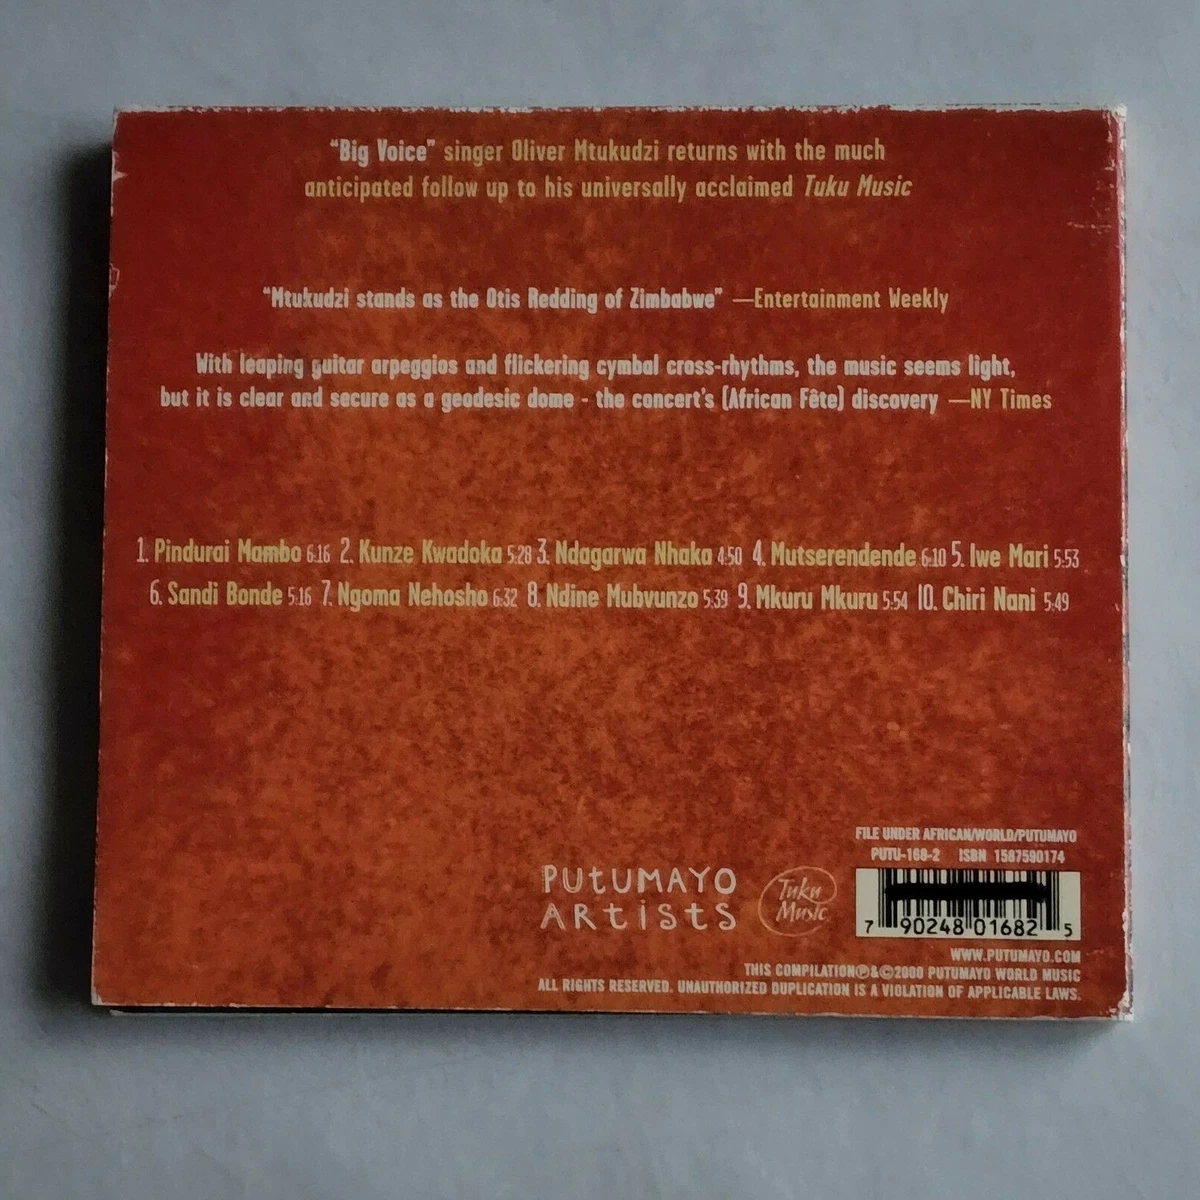 "Big Voice" singer Oliver Mtukudzi returns with the much
anticipated follow up to his universally acclaimed Tuku Music
"Mtukudzi stands as the Otis Redding of Zimbabwe" —Entertainment Weekly
With leaping guitar arpeggios and flickering cymbal cross-rhythms, the music seems light,
but it is clear and secure as a geodesic dome - the concert's (African Fête) discovery —NY Times
1. Pindurai Mambo 6:16 2. Kunze Kwadoka 5:28 3. Ndagarwa Nhaka 4:50 4. Mutserendende 6:10 5. Iwe Mari 5:53
6. Sandi Bonde 5:16 7. Ngoma Nehosho 6:32 8. Ndine Mubvunzo 5:39 9. Mkuru Mkuru 5:54 10. Chiri Nani 5:49
FILE UNDER AFRICAN/WORLD/PUTUMAYO
PUTU-168-2 ISBN 1587590174
PUTUMAYO
ARTISTS
Tuku
Music
7 90248 01682 5
WWW.PUTUMAYO.COM
THIS COMPILATION℗&©2000 PUTUMAYO WORLD MUSIC
ALL RIGHTS RESERVED. UNAUTHORIZED DUPLICATION IS A VIOLATION OF APPLICABLE LAWS.